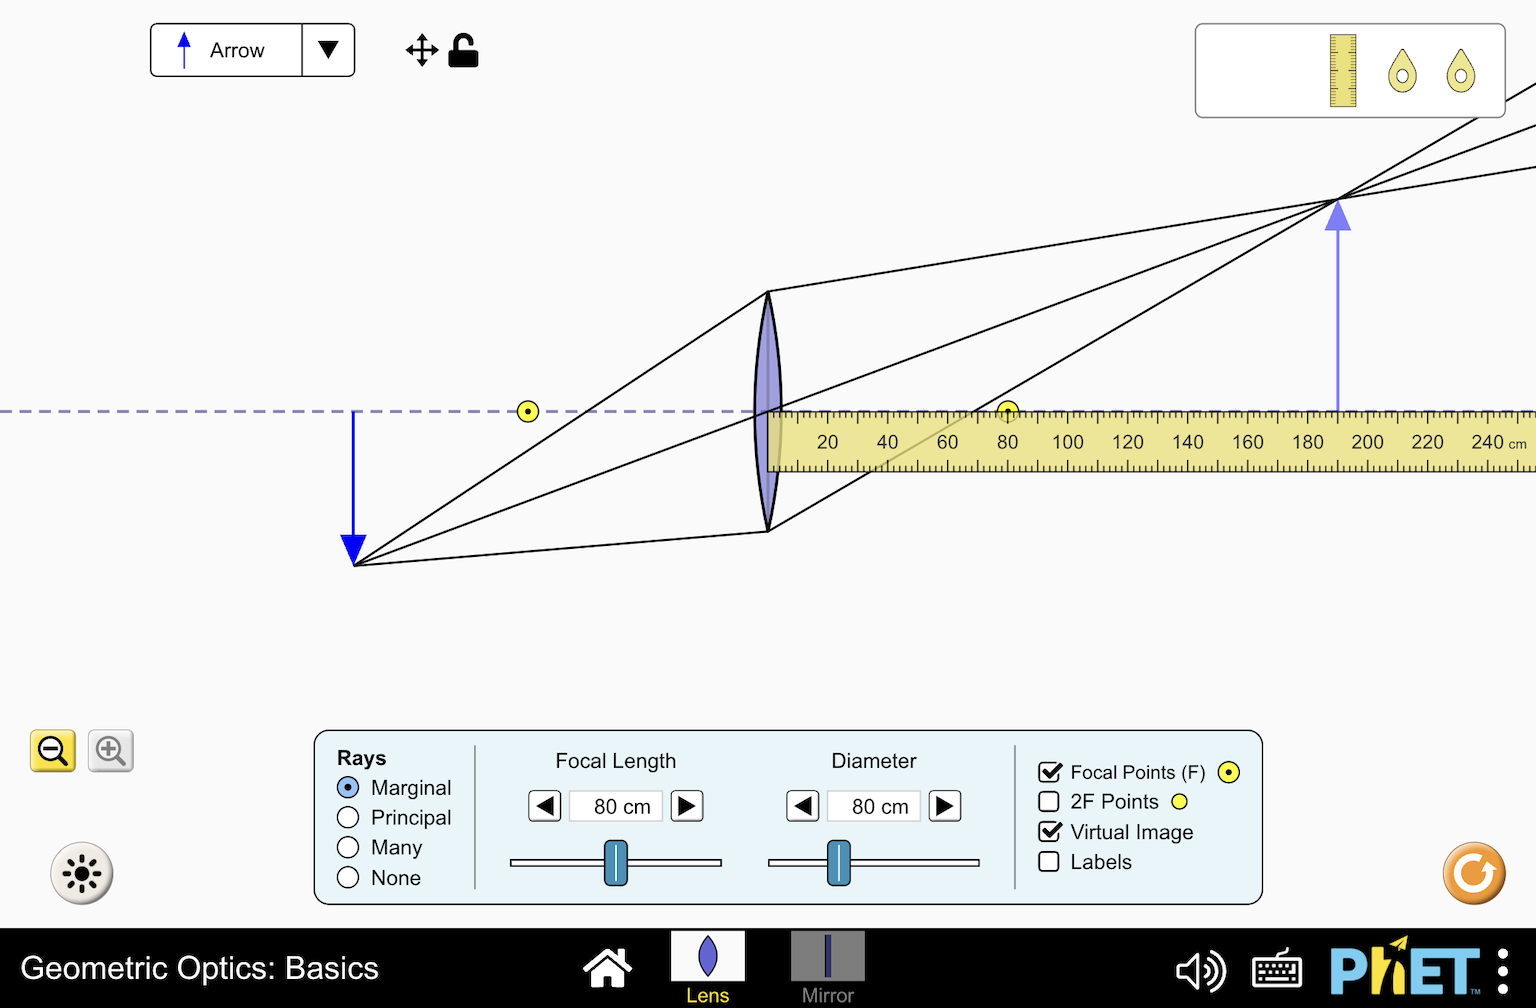 Arrow
20 40 60 80 100 120 140 160 180 200 220 240 cm
Rays
Marginal
Principal
Many
None
Focal Length
80 cm
Diameter
80 cm
Focal Points (F)
2F Points
Virtual Image
Labels
Geometric Optics: Basics
Lens
Mirror
PhET™